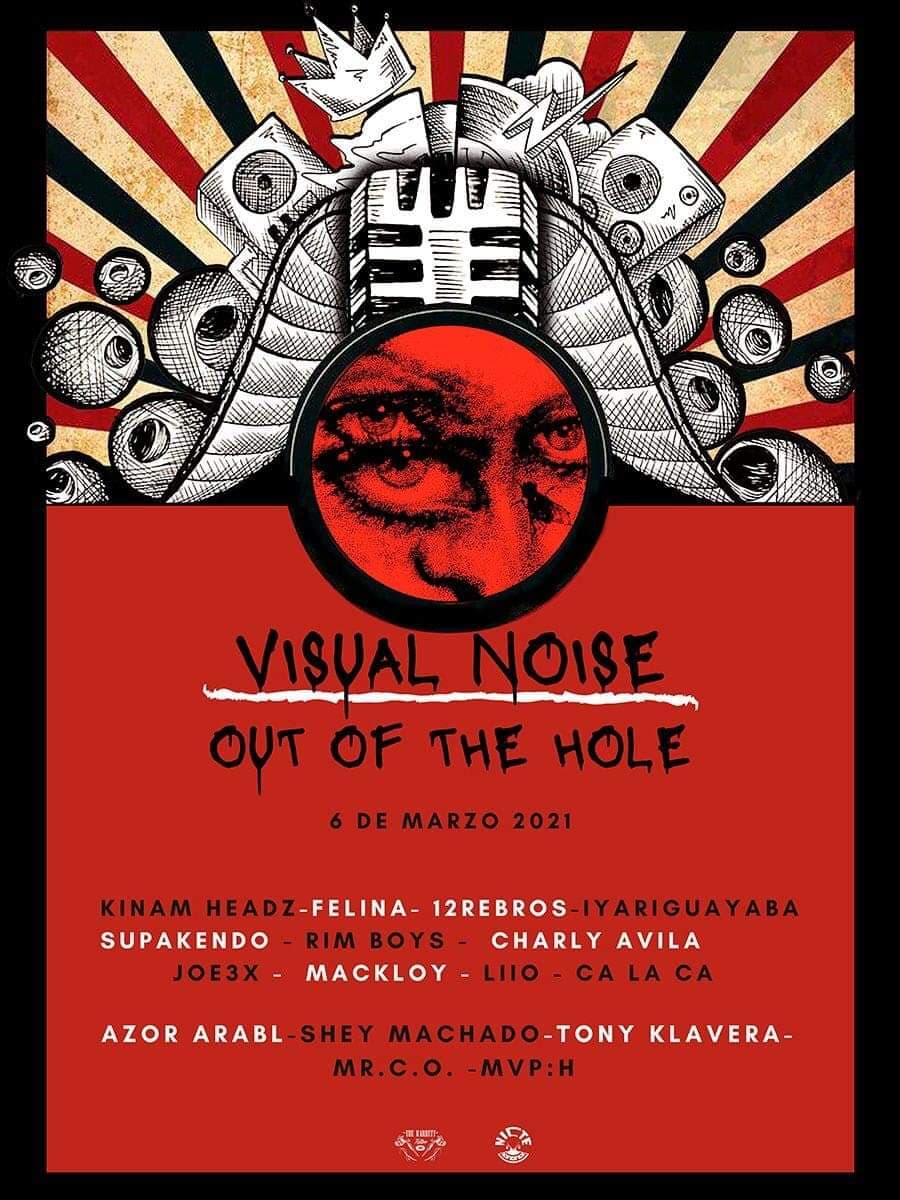 VISUAL NOISE
OUT OF THE HOLE
6 DE MARZO 2021
KINAM HEADZ-FELINA- 12REBROS-IYARIGUAYABA
SUPAKENDO - RIM BOYS - CHARLY AVILA
JOE3X - MACKLOY - LIIO - CA LA CA
AZOR ARABL-SHEY MACHADO-TONY KLAVERA-
MR.C.O. -MVP:H